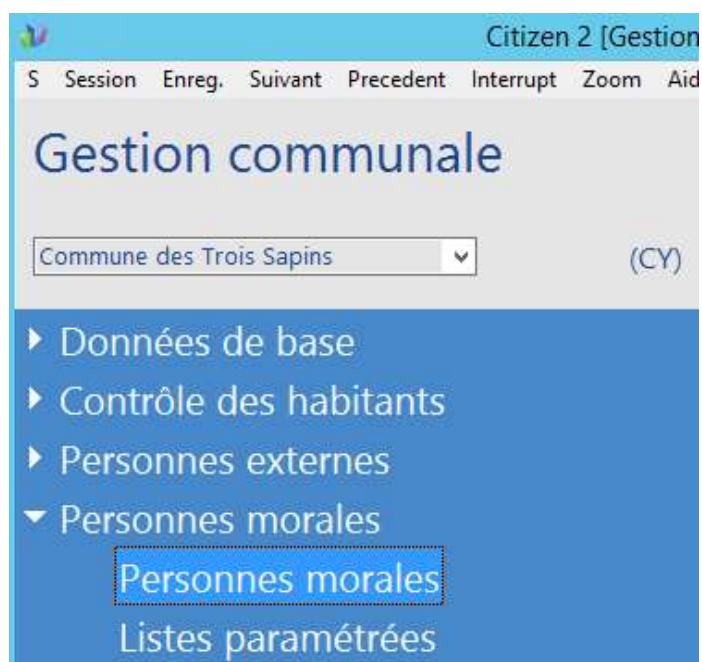 Citizen 2 [Gestion
S Session Enreg. Suivant Precedent Interrupt Zoom Aid
Gestion communale
Commune des Trois Sapins (CY)
Données de base
Contrôle des habitants
Personnes externes
Personnes morales
Personnes morales
Listes paramétrées